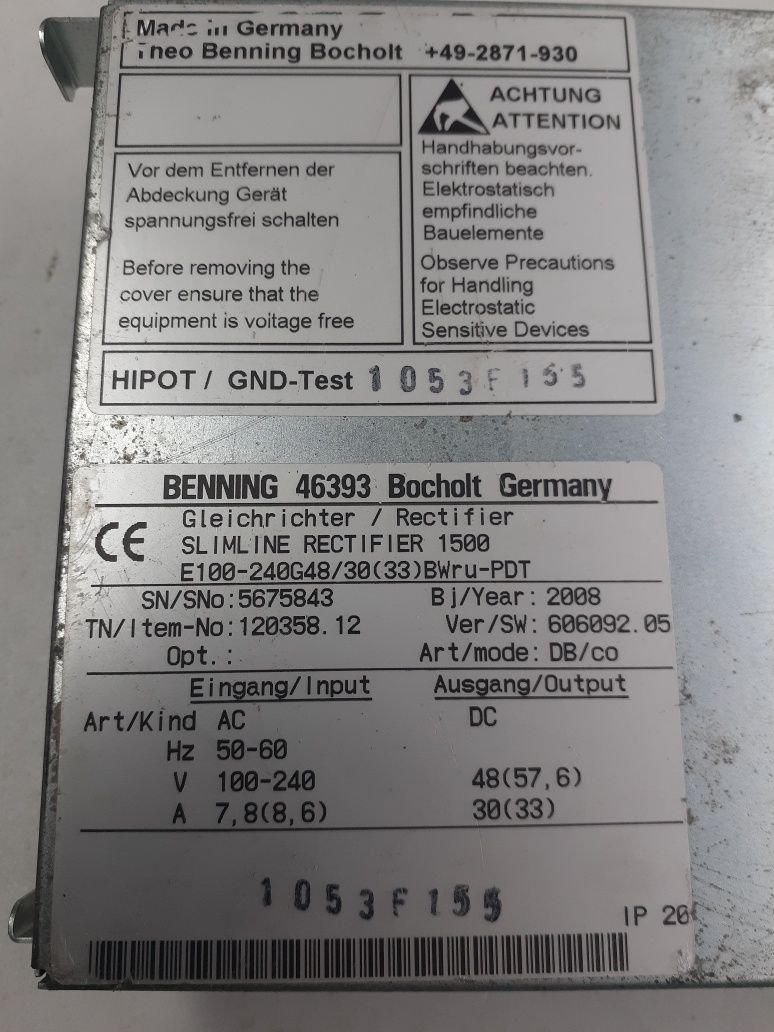 Made in Germany
Theo Benning Bocholt +49-2871-930
ACHTUNG
ATTENTION
Handhabungsvor-
schriften beachten.
Elektrostatisch
empfindliche
Bauelemente
Observe Precautions
for Handling
Electrostatic
Sensitive Devices
Vor dem Entfernen der
Abdeckung Gerät
spannungsfrei schalten
Before removing the
cover ensure that the
equipment is voitage free
HIPOT / GND-Test 1053F155
BENNING 46393 Bocholt Germany
CE
Gleichrichter / Rectifier
SLIMLINE RECTIFIER 1500
E100-240G48/30(33)BWru-PDT
SN/SNo:5675843 Bj/Year: 2008
TN/Item-No:120358.12 Ver/SW: 606092.05
Opt.: Art/mode: DB/co
Eingang/Input Ausgang/Output
Art/Kind AC DC
Hz 50-60
V 100-240 48(57,6)
A 7,8(8,6) 30(33)
1053F155
IP 20